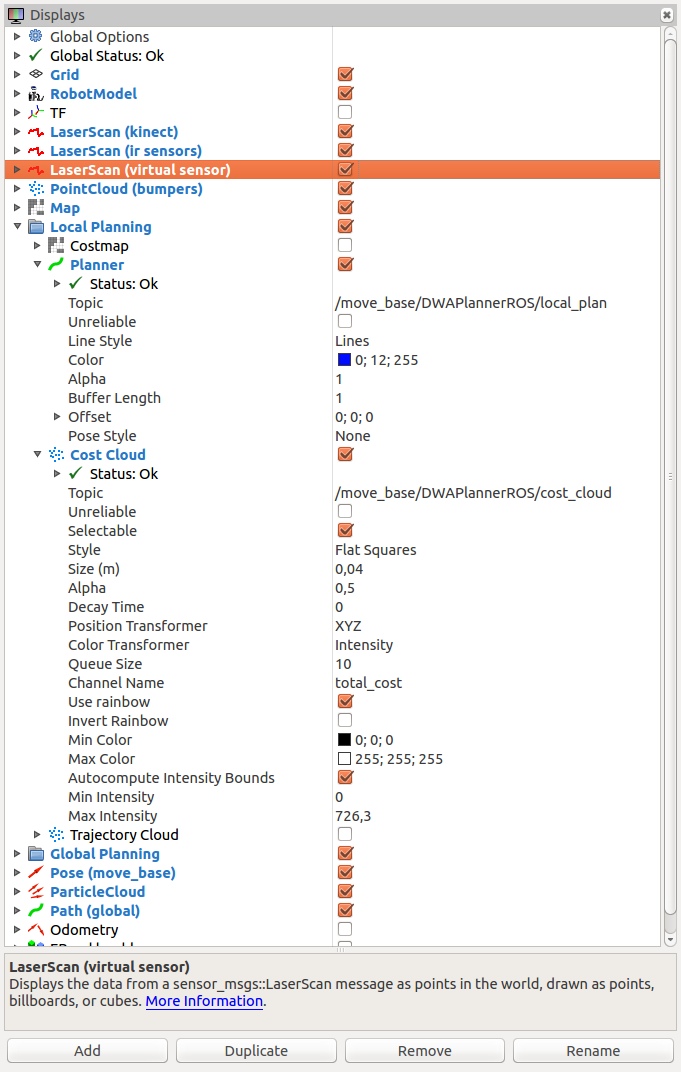 Displays
Global Options
Global Status: Ok
Grid
RobotModel
TF
LaserScan (kinect)
LaserScan (ir sensors)
LaserScan (virtual sensor)
PointCloud (bumpers)
Map
Local Planning
Costmap
Planner
Status: Ok
Topic /move_base/DWAPlannerROS/local_plan
Unreliable
Line Style Lines
Color 0; 12; 255
Alpha 1
Buffer Length 1
Offset 0; 0; 0
Pose Style None
Cost Cloud
Status: Ok
Topic /move_base/DWAPlannerROS/cost_cloud
Unreliable
Selectable
Style Flat Squares
Size (m) 0,04
Alpha 0,5
Decay Time 0
Position Transformer XYZ
Color Transformer Intensity
Queue Size 10
Channel Name total_cost
Use rainbow
Invert Rainbow
Min Color 0; 0; 0
Max Color 255; 255; 255
Autocompute Intensity Bounds
Min Intensity 0
Max Intensity 726,3
Trajectory Cloud
Global Planning
Pose (move_base)
ParticleCloud
Path (global)
Odometry
LaserScan (virtual sensor)
Displays the data from a sensor_msgs::LaserScan message as points in the world, drawn as points,
billboards, or cubes. More Information.
Add Duplicate Remove Rename